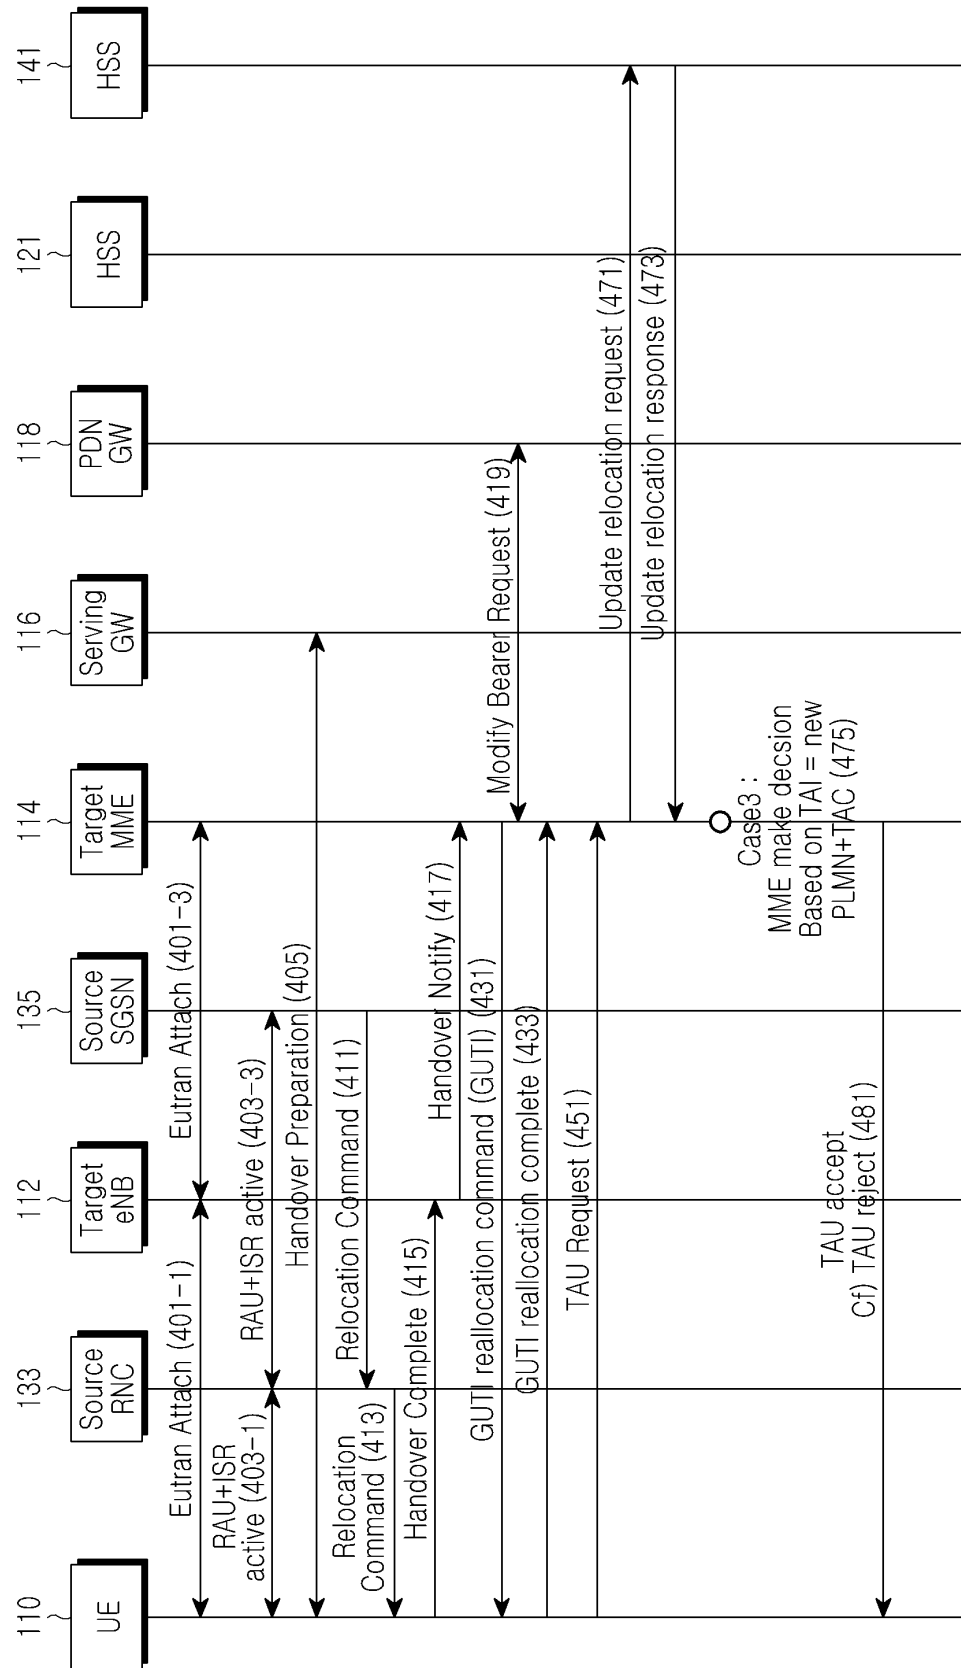 110
133
112
135
114
116
118
121
141
UE
Source
RNC
Target
eNB
Source
SGSN
Target
MME
Serving
GW
PDN
GW
HSS
HSS
Eutran Attach (401-1)
Eutran Attach (401-3)
RAU+ISR
active (403-1)
RAU+ISR active (403-3)
Handover Preparation (405)
Relocation Command (411)
Relocation
Command (413)
Handover Complete (415)
Handover Notify (417)
GUTI reallocation command (GUTI) (431)
Modify Bearer Request (419)
GUTI reallocation complete (433)
TAU Request (451)
Update relocation request (471)
Update relocation response (473)
Case3 :
MME make decsion
Based on TAI = new
PLMN+TAC (475)
TAU accept
Cf) TAU reject (481)